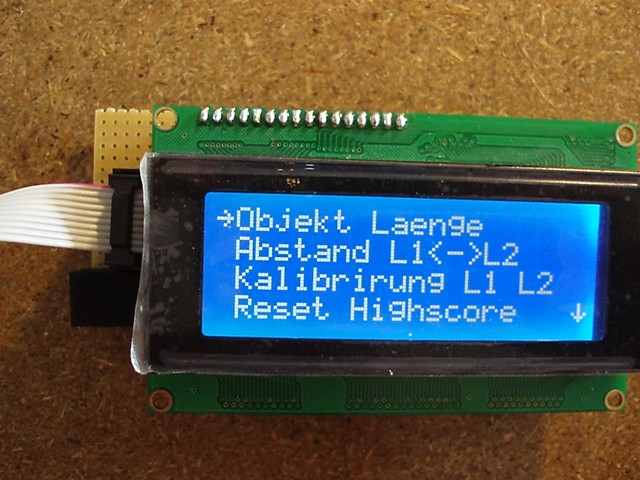 →Objekt Laenge
Abstand L1<->L2
Kalibrirung L1 L2
Reset Highscore ↓